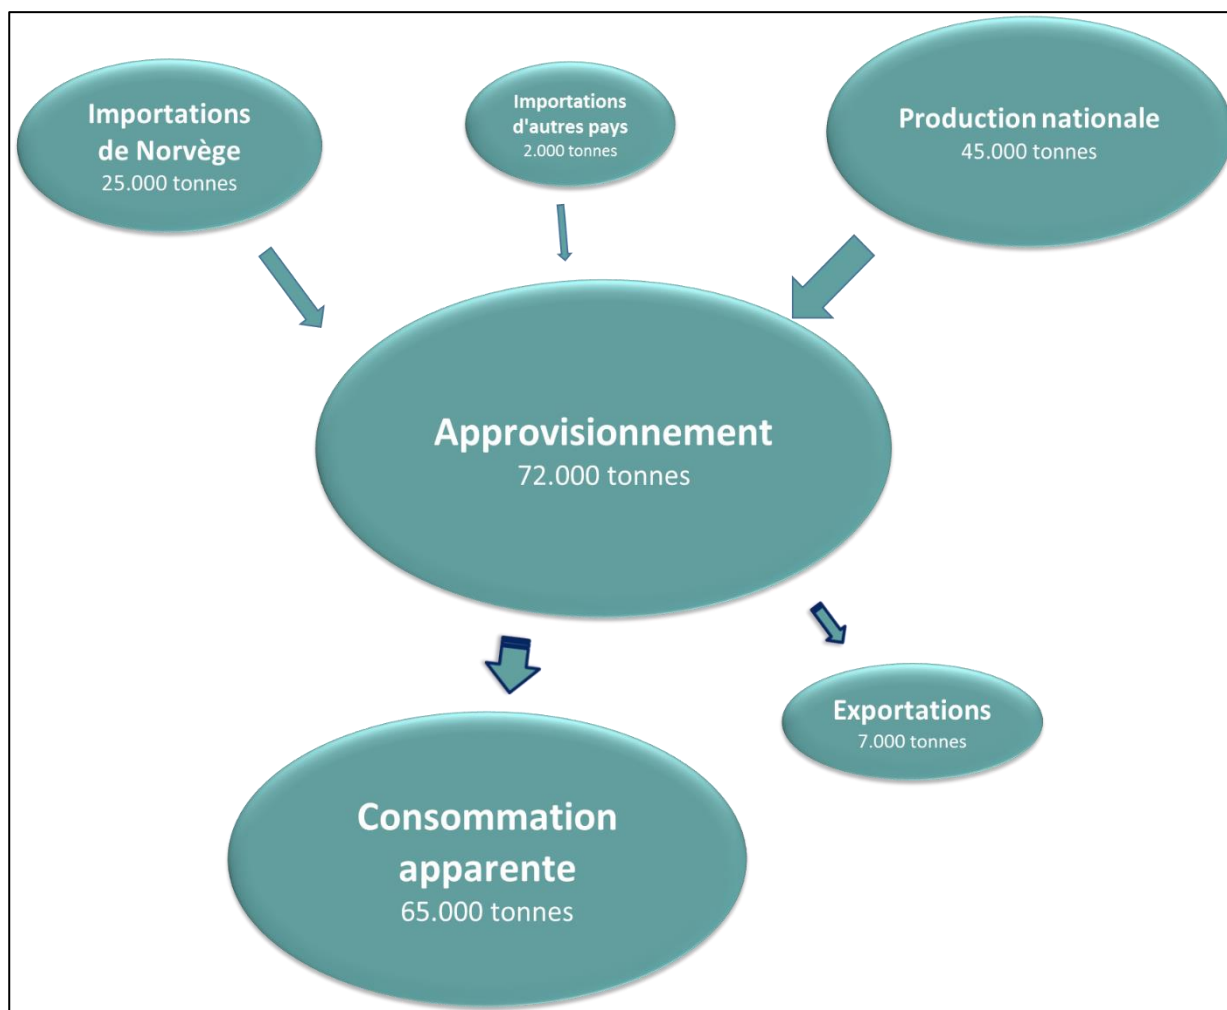 Importations
de Norvège
25.000 tonnes
Importations
d'autres pays
2.000 tonnes
Production nationale
45.000 tonnes
Approvisionnement
72.000 tonnes
Exportations
7.000 tonnes
Consommation
apparente
65.000 tonnes